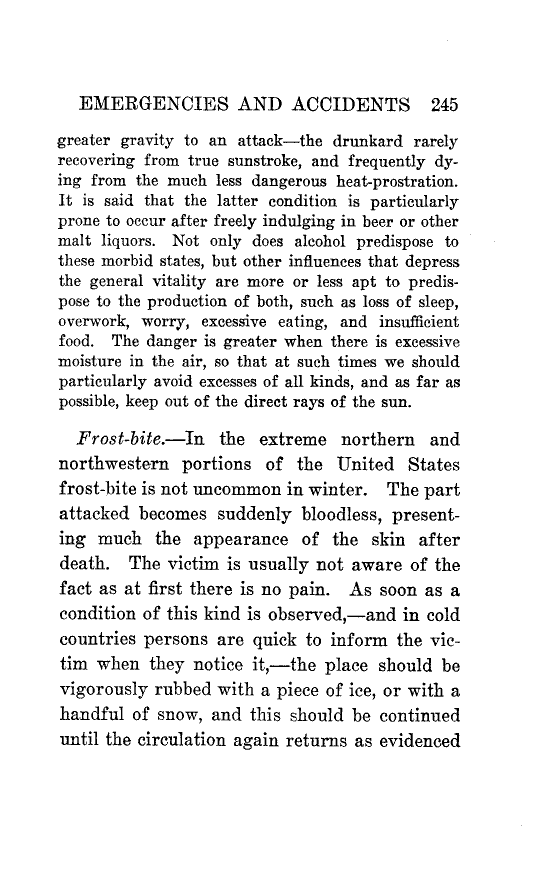 EMERGENCIES AND ACCIDENTS 245
greater gravity to an attack—the drunkard rarely
recovering from true sunstroke, and frequently dy-
ing from the much less dangerous heat-prostration.
It is said that the latter condition is particularly
prone to occur after freely indulging in beer or other
malt liquors. Not only does alcohol predispose to
these morbid states, but other influences that depress
the general vitality are more or less apt to predis-
pose to the production of both, such as loss of sleep,
overwork, worry, excessive eating, and insufficient
food. The danger is greater when there is excessive
moisture in the air, so that at such times we should
particularly avoid excesses of all kinds, and as far as
possible, keep out of the direct rays of the sun.
Frost-bite.—In the extreme northern and
northwestern portions of the United States
frost-bite is not uncommon in winter. The part
attacked becomes suddenly bloodless, present-
ing much the appearance of the skin after
death. The victim is usually not aware of the
fact as at first there is no pain. As soon as a
condition of this kind is observed,—and in cold
countries persons are quick to inform the vic-
tim when they notice it,—the place should be
vigorously rubbed with a piece of ice, or with a
handful of snow, and this should be continued
until the circulation again returns as evidenced